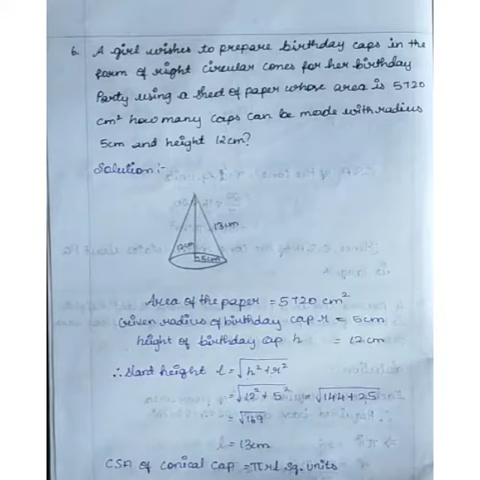 6. A girl wishes to prepare birthday caps in the
form of right circular cones for her birthday
Party using a sheet of paper whose area is 5720
cm² how many caps can be made with radius
5cm and height 12cm?
Solution:-
13cm
12cm
5cm
Area of the paper = 5720 cm²
Given radius of birthday cap r = 5cm
height of birthday cap h = 12cm
∴ Slant height l = √h²+r²
= √12²+5² = √144+25
= √169
l = 13cm
CSA of conical cap = πrl Sq. units